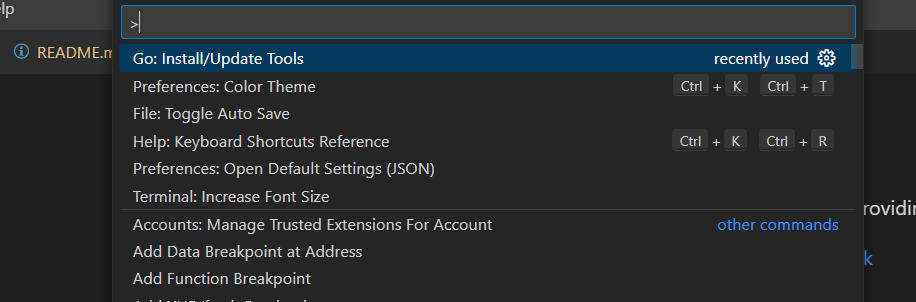 lp
>
README.m
Go: Install/Update Tools recently used
Preferences: Color Theme Ctrl + K Ctrl + T
File: Toggle Auto Save
Help: Keyboard Shortcuts Reference Ctrl + K Ctrl + R
Preferences: Open Default Settings (JSON)
Terminal: Increase Font Size
rovidin
Accounts: Manage Trusted Extensions For Account other commands
Add Data Breakpoint at Address
k
Add Function Breakpoint